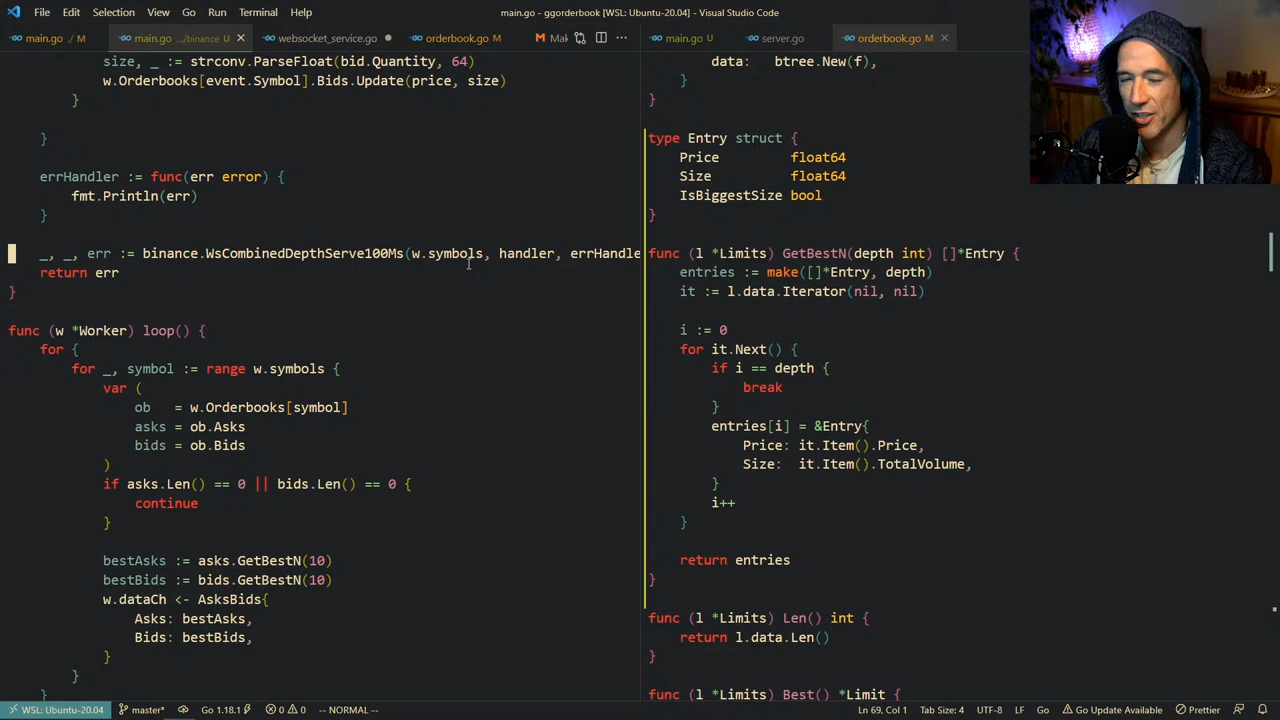 File Edit Selection View Go Run Terminal Help
main.go - ggorderbook [WSL: Ubuntu-20.04] - Visual Studio Code
main.go ./ M main.go .../binance U websocket_service.go orderbook.go M Mak
size, _ := strconv.ParseFloat(bid.Quantity, 64)
w.Orderbooks[event.Symbol].Bids.Update(price, size)
}
}
errHandler := func(err error) {
fmt.Println(err)
}
_, _, err := binance.WsCombinedDepthServe100Ms(w.symbols, handler, errHandle
return err
}
func (w *Worker) loop() {
for {
for _, symbol := range w.symbols {
var (
ob = w.Orderbooks[symbol]
asks = ob.Asks
bids = ob.Bids
)
if asks.Len() == 0 || bids.Len() == 0 {
continue
}
bestAsks := asks.GetBestN(10)
bestBids := bids.GetBestN(10)
w.dataCh <- AsksBids{
Asks: bestAsks,
Bids: bestBids,
}
}
}
main.go U server.go orderbook.go M
data: btree.New(f),
}
}
type Entry struct {
Price float64
Size float64
IsBiggestSize bool
}
func (l *Limits) GetBestN(depth int) []*Entry {
entries := make([]*Entry, depth)
it := l.data.Iterator(nil, nil)
i := 0
for it.Next() {
if i == depth {
break
}
entries[i] = &Entry{
Price: it.Item().Price,
Size: it.Item().TotalVolume,
}
i++
}
return entries
}
func (l *Limits) Len() int {
return l.data.Len()
}
func (l *Limits) Best() *Limit {
WSL: Ubuntu-20.04 master* Go 1.18.1 0 0 -- NORMAL -- Ln 69, Col 1 Tab Size: 4 UTF-8 LF Go Go Update Available Prettier